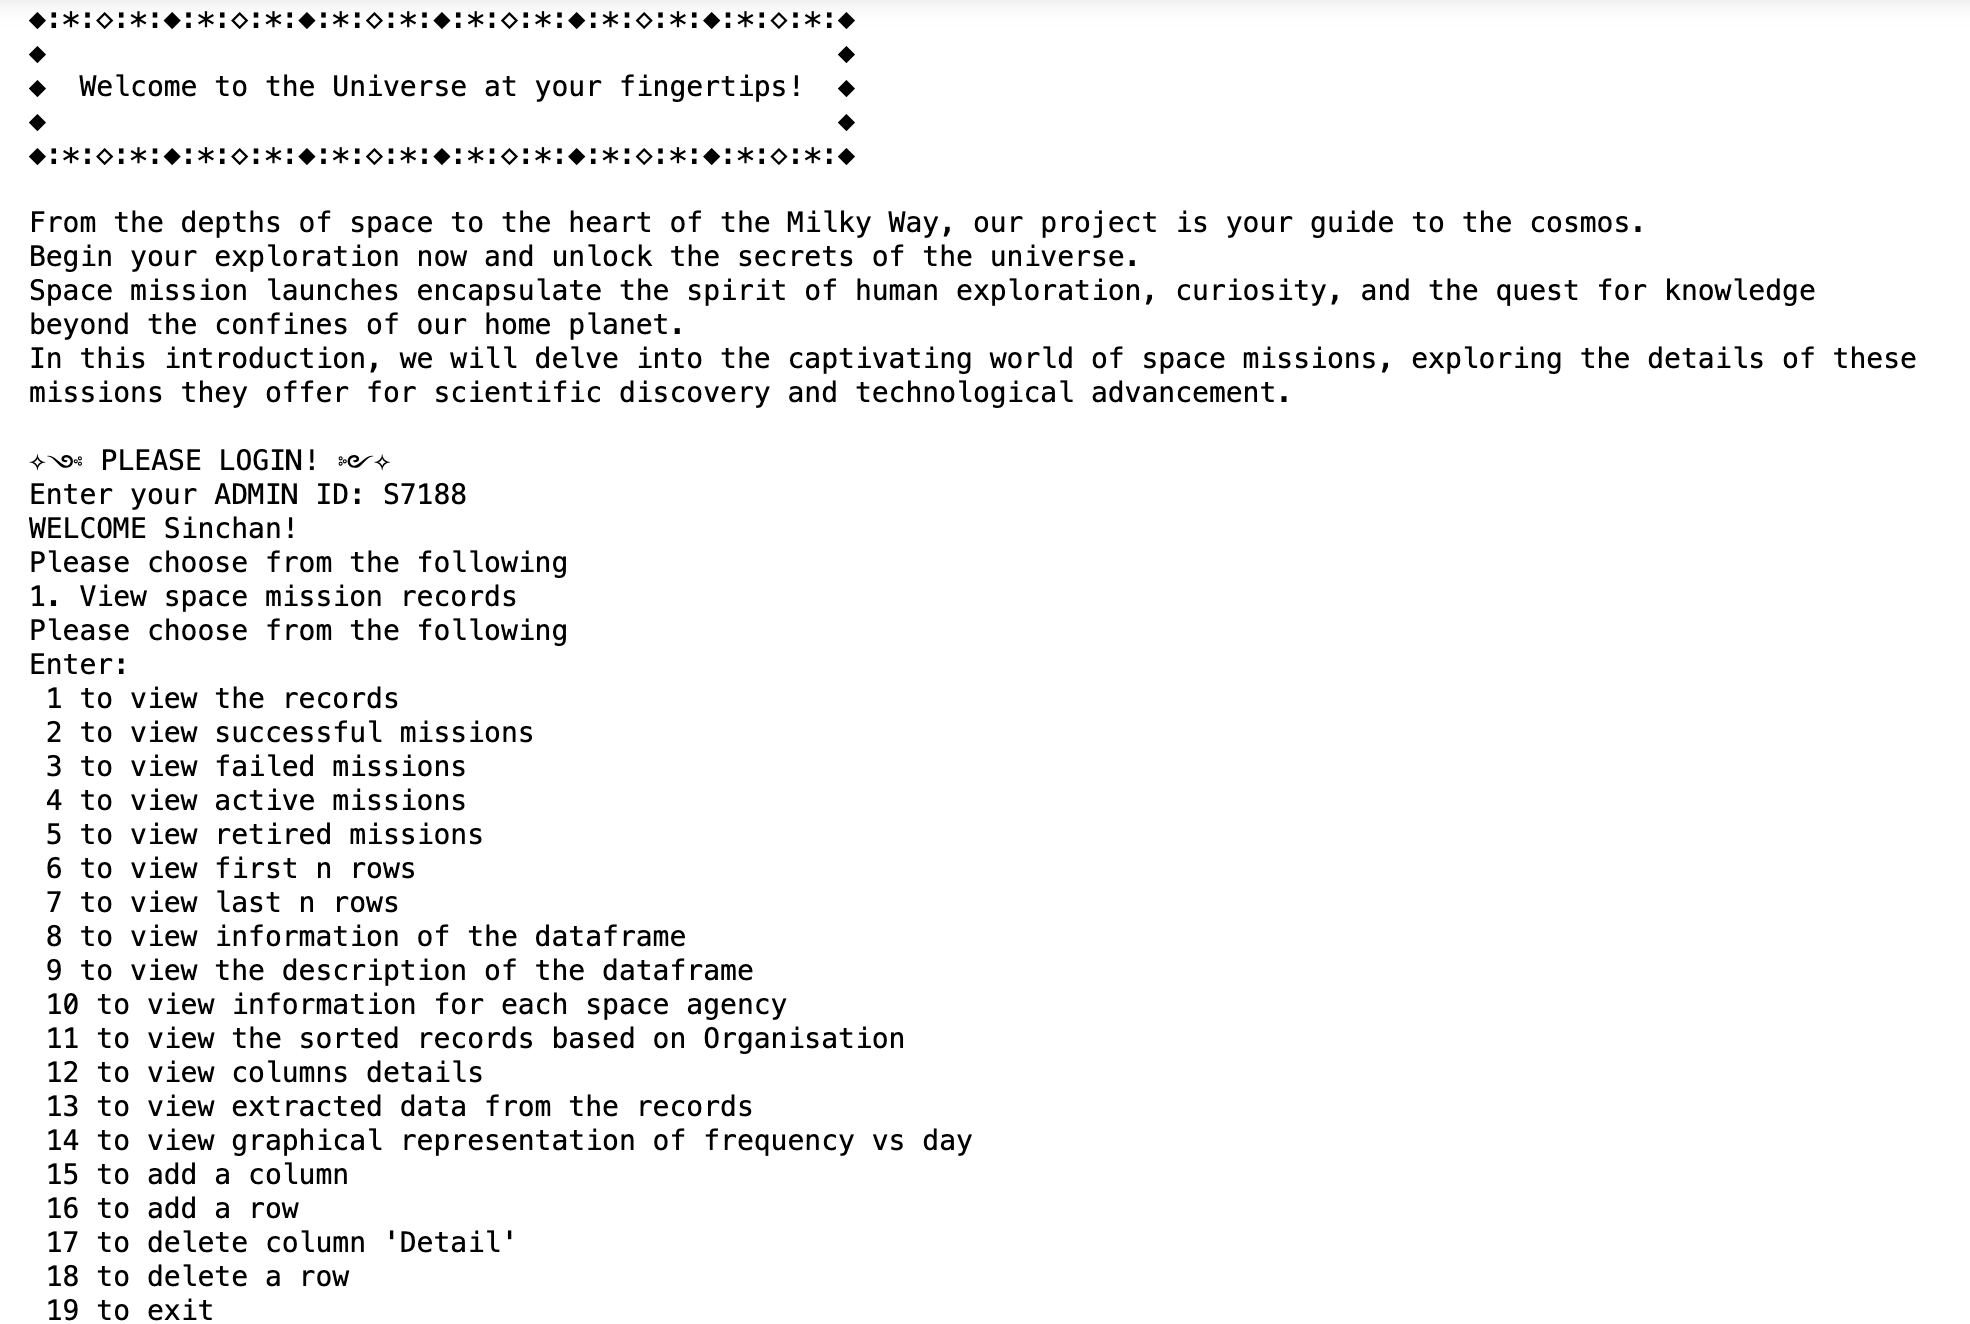 ◆:*:◇:*:◆:*:◇:*:◆:*:◇:*:◆:*:◇:*:◆:*:◇:*:◆:*:◇:*:◆
◆ ◆
◆ Welcome to the Universe at your fingertips! ◆
◆ ◆
◆:*:◇:*:◆:*:◇:*:◆:*:◇:*:◆:*:◇:*:◆:*:◇:*:◆:*:◇:*:◆
From the depths of space to the heart of the Milky Way, our project is your guide to the cosmos.
Begin your exploration now and unlock the secrets of the universe.
Space mission launches encapsulate the spirit of human exploration, curiosity, and the quest for knowledge
beyond the confines of our home planet.
In this introduction, we will delve into the captivating world of space missions, exploring the details of these
missions they offer for scientific discovery and technological advancement.
✧࿐ PLEASE LOGIN! ࿐✧
Enter your ADMIN ID: S7188
WELCOME Sinchan!
Please choose from the following
1. View space mission records
Please choose from the following
Enter:
1 to view the records
2 to view successful missions
3 to view failed missions
4 to view active missions
5 to view retired missions
6 to view first n rows
7 to view last n rows
8 to view information of the dataframe
9 to view the description of the dataframe
10 to view information for each space agency
11 to view the sorted records based on Organisation
12 to view columns details
13 to view extracted data from the records
14 to view graphical representation of frequency vs day
15 to add a column
16 to add a row
17 to delete column 'Detail'
18 to delete a row
19 to exit